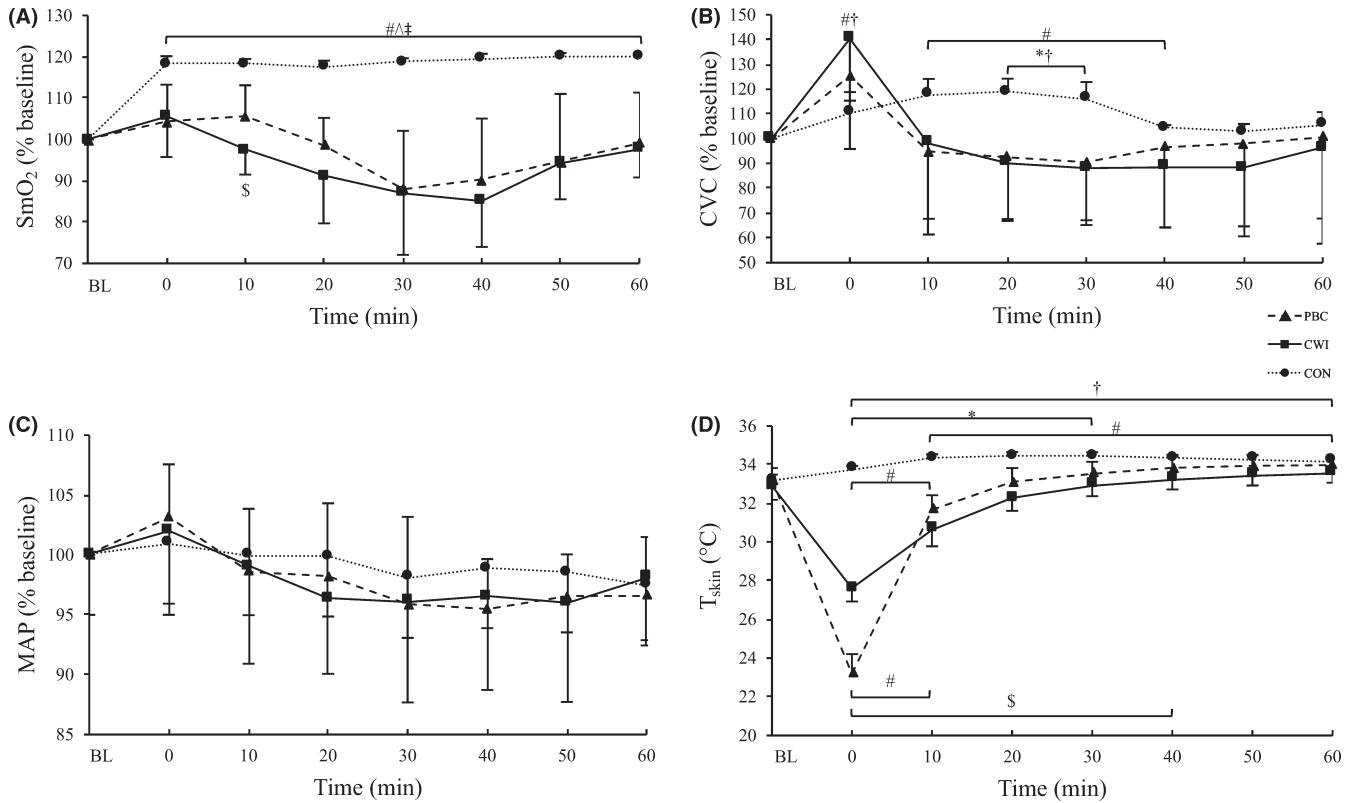 (A)
SmO2 (% baseline)
130
120
110
100
90
80
70
#^‡
$
BL 0 10 20 30 40 50 60
Time (min)
(B)
CVC (% baseline)
150
140
130
120
110
100
90
80
70
60
50
#†
#
*†
BL 0 10 20 30 40 50 60
Time (min)
PBC
CWI
CON
(C)
MAP (% baseline)
110
105
100
95
90
85
BL 0 10 20 30 40 50 60
Time (min)
(D)
Tskin (°C)
36
34
32
30
28
26
24
22
20
†
*
#
#
#
$
BL 0 10 20 30 40 50 60
Time (min)